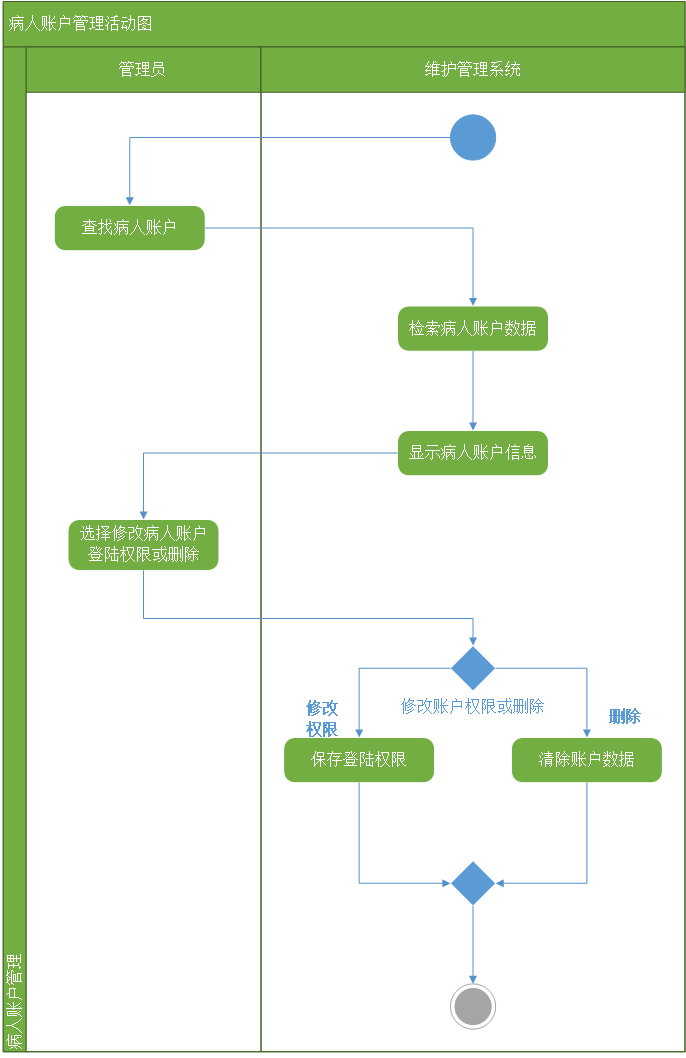 病人账户管理活动图
管理员
维护管理系统
查找病人账户
检索病人账户数据
显示病人账户信息
选择修改病人账户
登陆权限或删除
修改账户权限或删除
修改
权限
删除
保存登陆权限
清除账户数据
病人账户管理